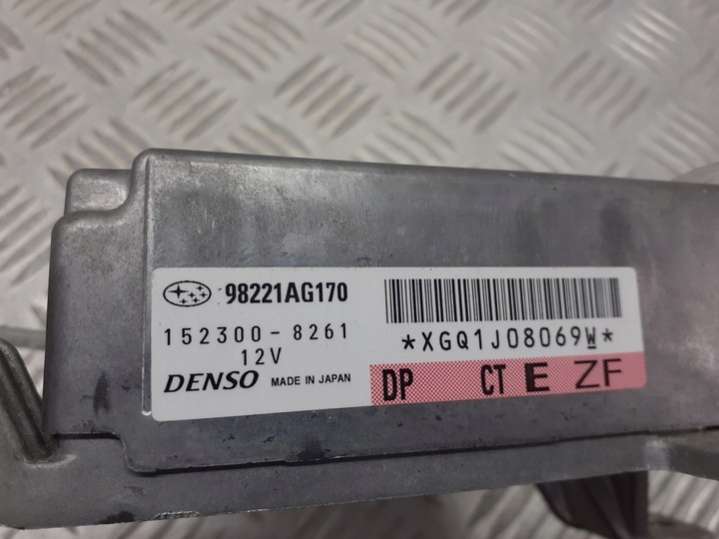 98221AG170
152300-8261
12V
DENSO MADE IN JAPAN
*XGQ1J08069W*
DP CT E ZF